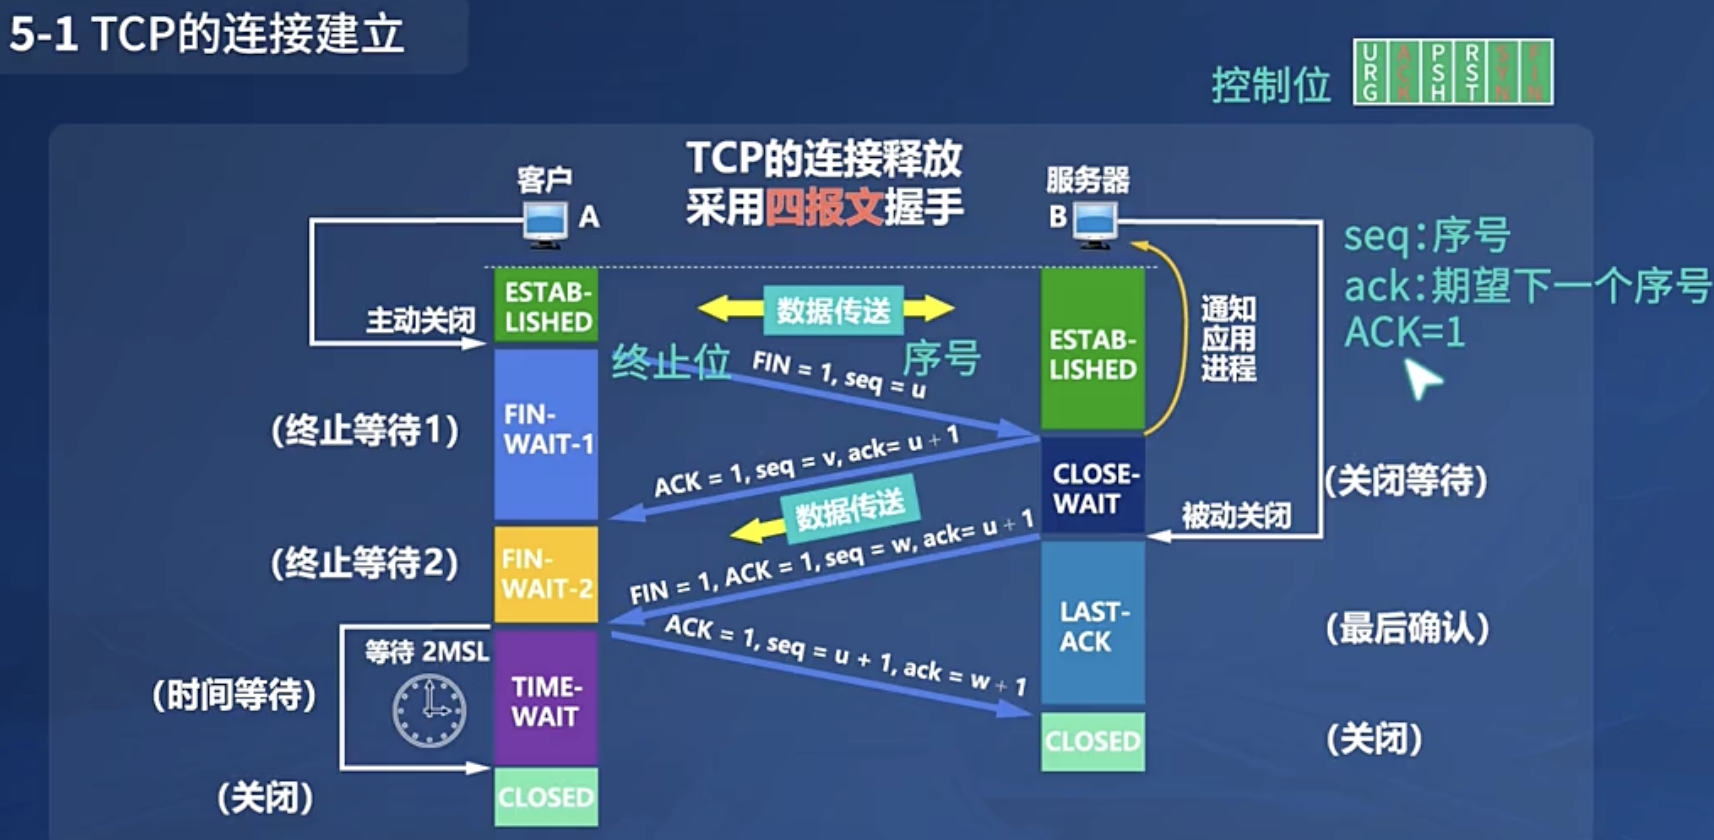 5-1 TCP的连接建立
控制位
URG ACK PSH RST SYN FIN
TCP的连接释放
采用四报文握手
客户
A
服务器
B
seq:序号
ack:期望下一个序号
ACK=1
主动关闭
ESTAB-
LISHED
数据传送
ESTAB-
LISHED
通知
应用
进程
终止位
FIN = 1, seq = u
序号
(终止等待1)
FIN-
WAIT-1
ACK = 1, seq = v, ack= u + 1
CLOSE-
WAIT
(关闭等待)
数据传送
被动关闭
(终止等待2)
FIN-
WAIT-2
FIN = 1, ACK = 1, seq = w, ack= u + 1
LAST-
ACK
(最后确认)
ACK = 1, seq = u + 1, ack = w + 1
等待 2MSL
(时间等待)
TIME-
WAIT
CLOSED
(关闭)
(关闭)
CLOSED